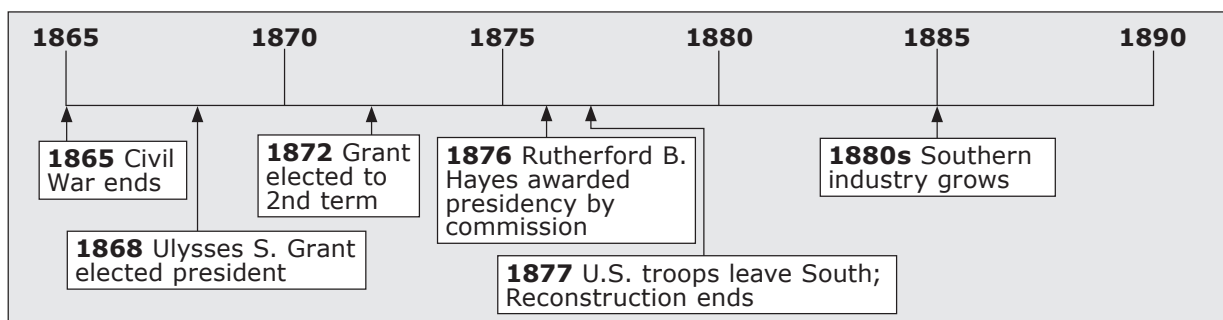 1865 1870 1875 1880 1885 1890
1865 Civil
War ends
1868 Ulysses S. Grant
elected president
1872 Grant
elected to
2nd term
1876 Rutherford B.
Hayes awarded
presidency by
commission
1877 U.S. troops leave South;
Reconstruction ends
1880s Southern
industry grows